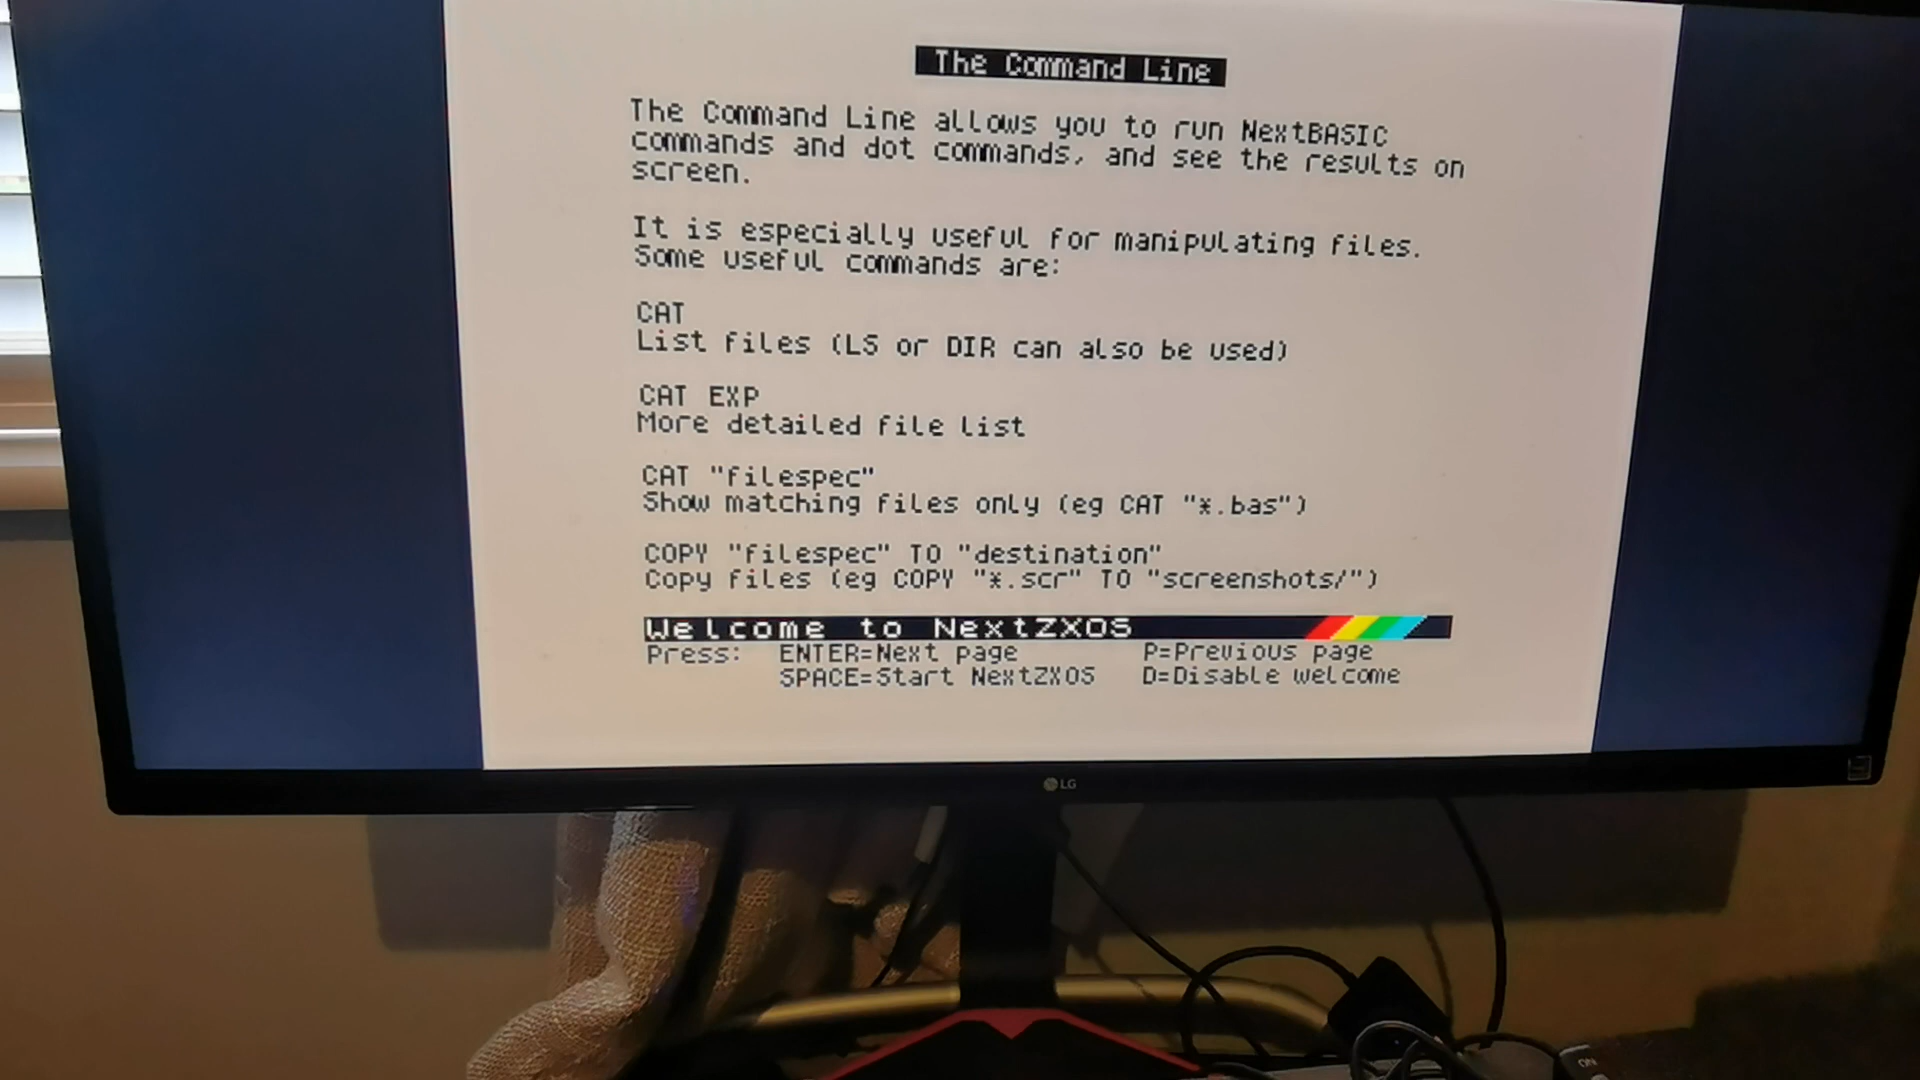 The Command Line
The Command Line allows you to run NextBASIC
commands and dot commands, and see the results on
screen.
It is especially useful for manipulating files.
Some useful commands are:
CAT
List files (LS or DIR can also be used)
CAT EXP
More detailed file list
CAT "filespec"
Show matching files only (eg CAT "*.bas")
COPY "filespec" TO "destination"
Copy files (eg COPY "*.scr" TO "screenshots/")
Welcome to NextZXOS
Press: ENTER=Next page P=Previous page
SPACE=Start NextZXOS D=Disable welcome
LG
ON